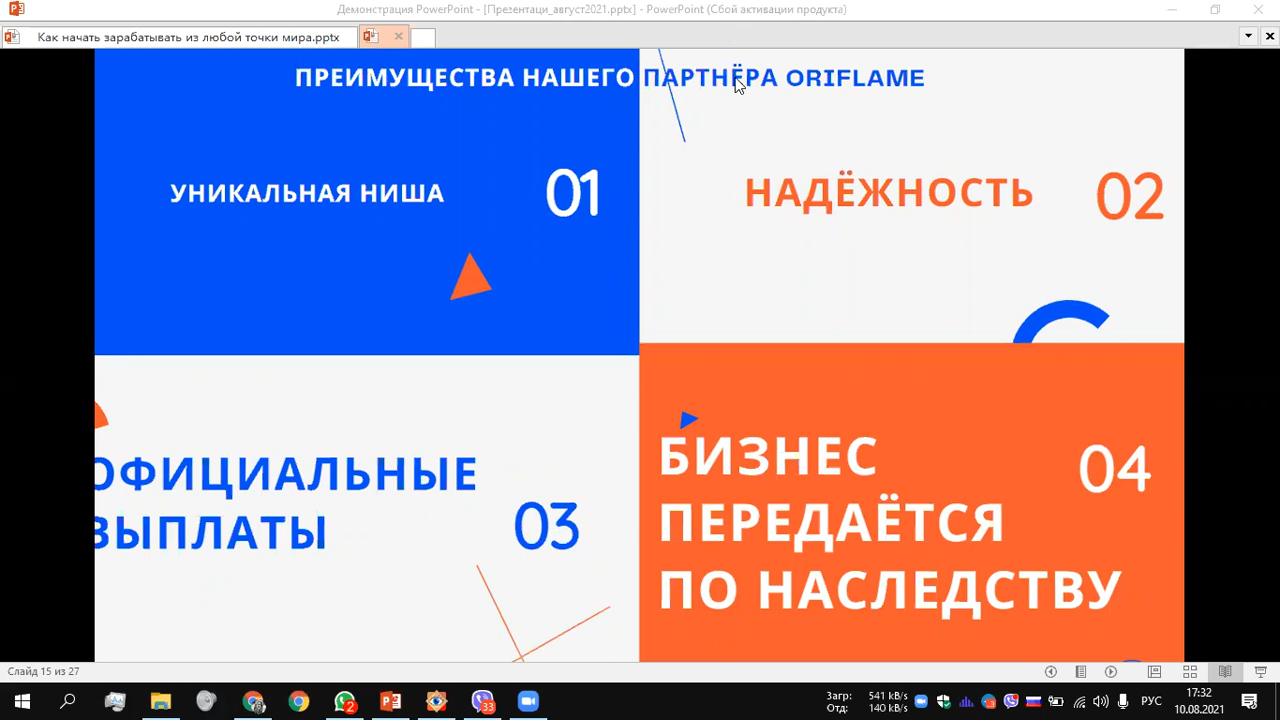 Демонстрация PowerPoint - [Презентаци_август2021.pptx] - PowerPoint (Сбой активации продукта)
Как начать зарабатывать из любой точки мира.pptx
ПРЕИМУЩЕСТВА НАШЕГО ПАРТНЁРА ORIFLAME
УНИКАЛЬНАЯ НИША
01
НАДЁЖНОСТЬ
02
ОФИЦИАЛЬНЫЕ
ВЫПЛАТЫ
03
БИЗНЕС
ПЕРЕДАЁТСЯ
ПО НАСЛЕДСТВУ
04
Слайд 15 из 27
2
33
Загр: 541 kB/s
Отд: 140 kB/s
РУС
17:32
10.08.2021